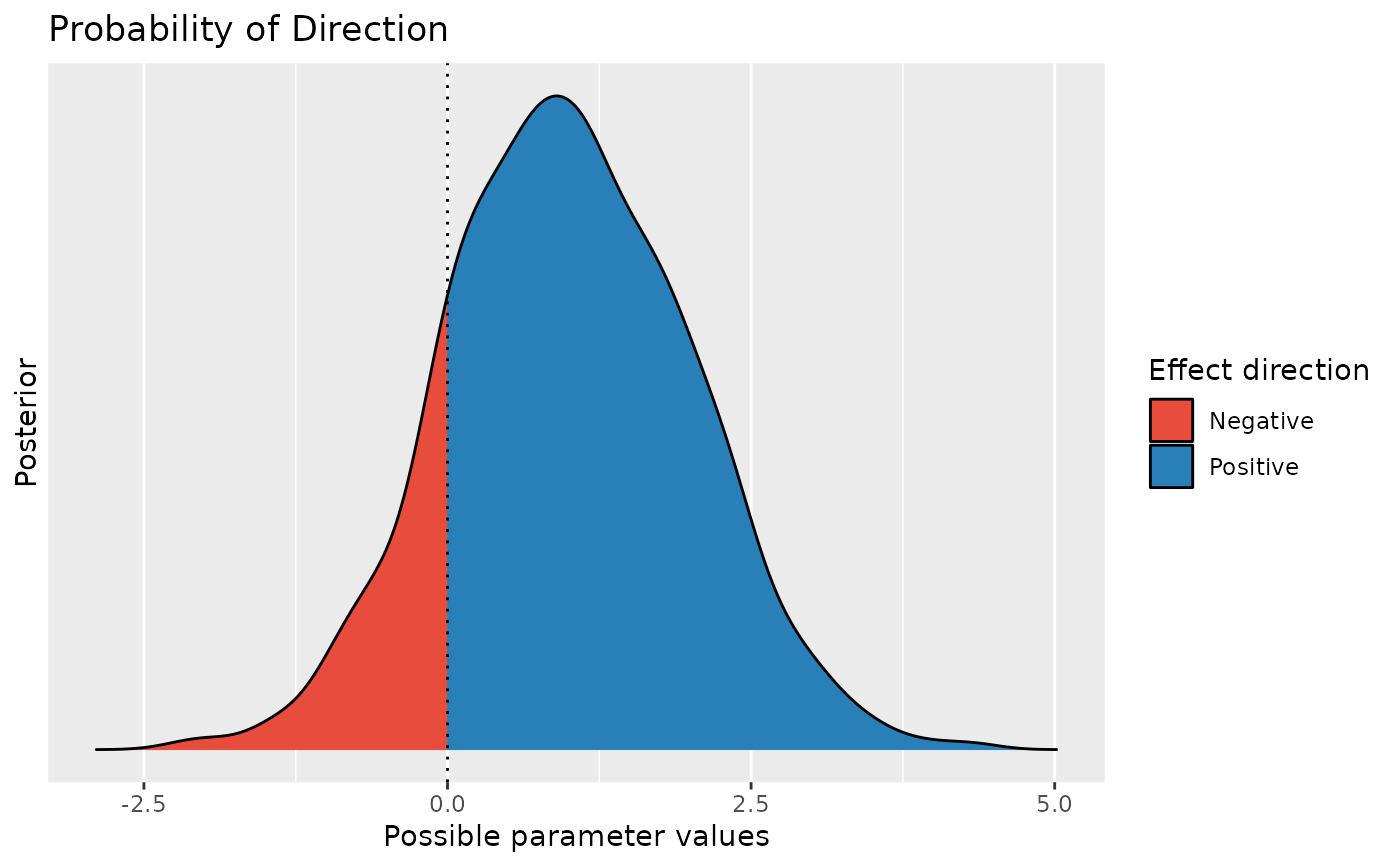 Probability of Direction
Posterior
-2.5
0.0
2.5
5.0
Possible parameter values
Effect direction
Negative
Positive